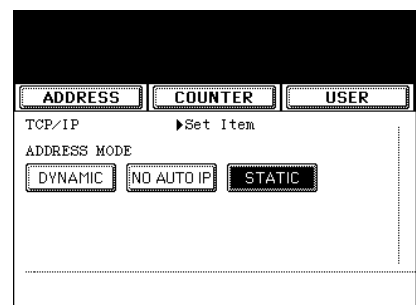 ADDRESS COUNTER USER
TCP/IP ▶Set Item
ADDRESS MODE
DYNAMIC NO AUTO IP STATIC